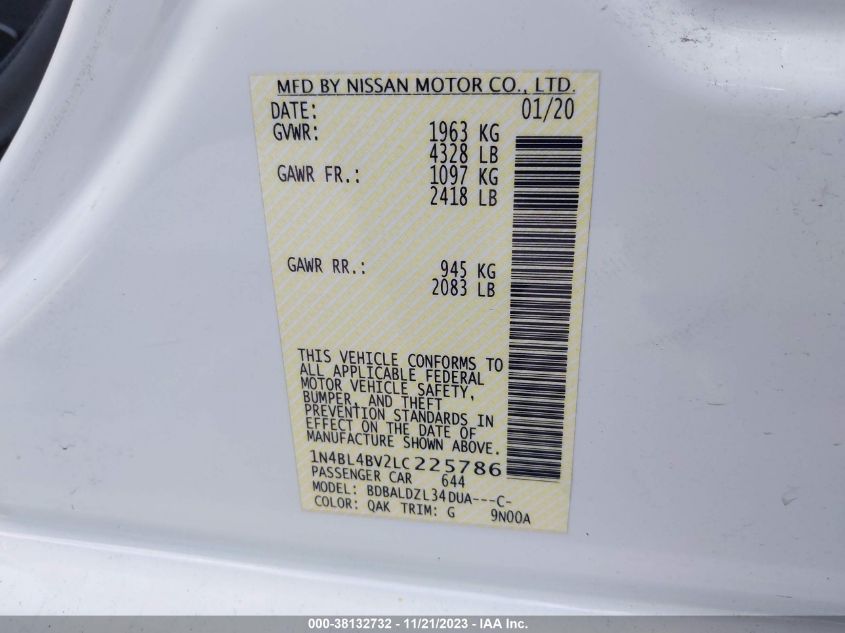 MFD BY NISSAN MOTOR CO., LTD.
DATE: 01/20
GVWR: 1963 KG
4328 LB
GAWR FR.: 1097 KG
2418 LB
GAWR RR.: 945 KG
2083 LB
THIS VEHICLE CONFORMS TO
ALL APPLICABLE FEDERAL
MOTOR VEHICLE SAFETY,
BUMPER, AND THEFT
PREVENTION STANDARDS IN
EFFECT ON THE DATE OF
MANUFACTURE SHOWN ABOVE.
1N4BL4BV2LC225786
PASSENGER CAR 644
MODEL: BDBALDZL34DUA---C-
COLOR: QAK TRIM: G 9N00A
000-38132732 - 11/21/2023 - IAA Inc.